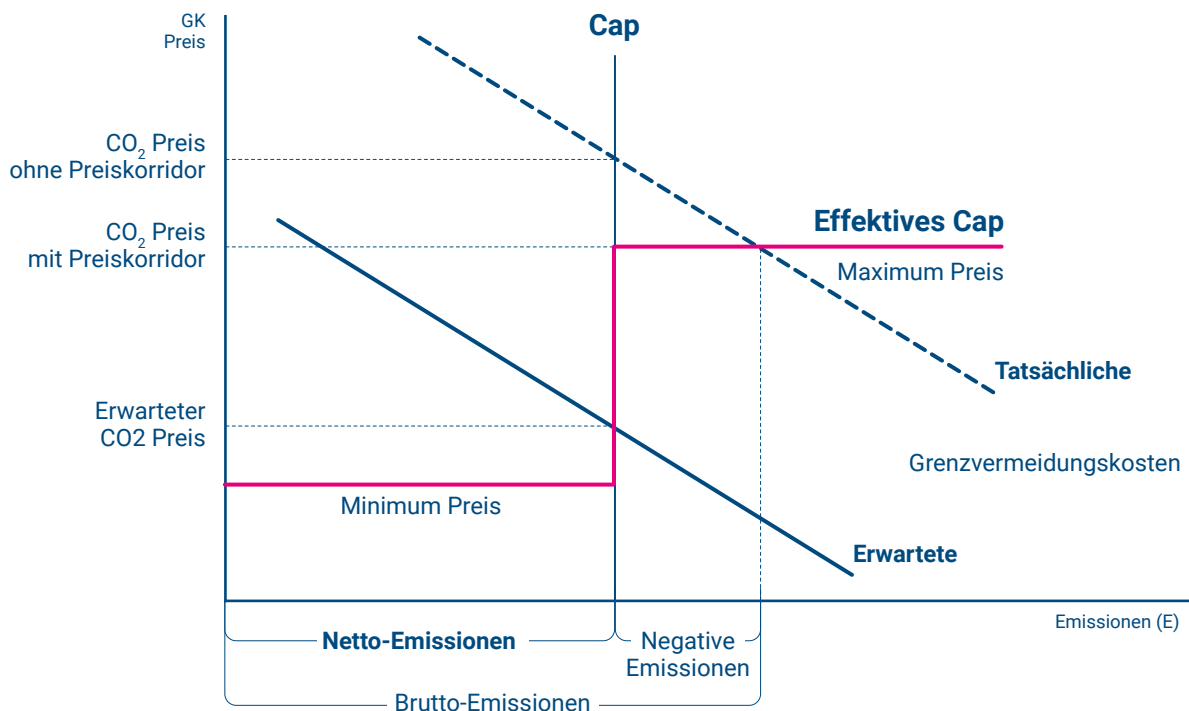 GK
Preis
Cap
CO₂ Preis
ohne Preiskorridor
CO₂ Preis
mit Preiskorridor
Effektives Cap
Maximum Preis
Tatsächliche
Erwarteter
CO2 Preis
Grenzvermeidungskosten
Minimum Preis
Erwartete
Emissionen (E)
Netto-Emissionen
Negative
Emissionen
Brutto-Emissionen